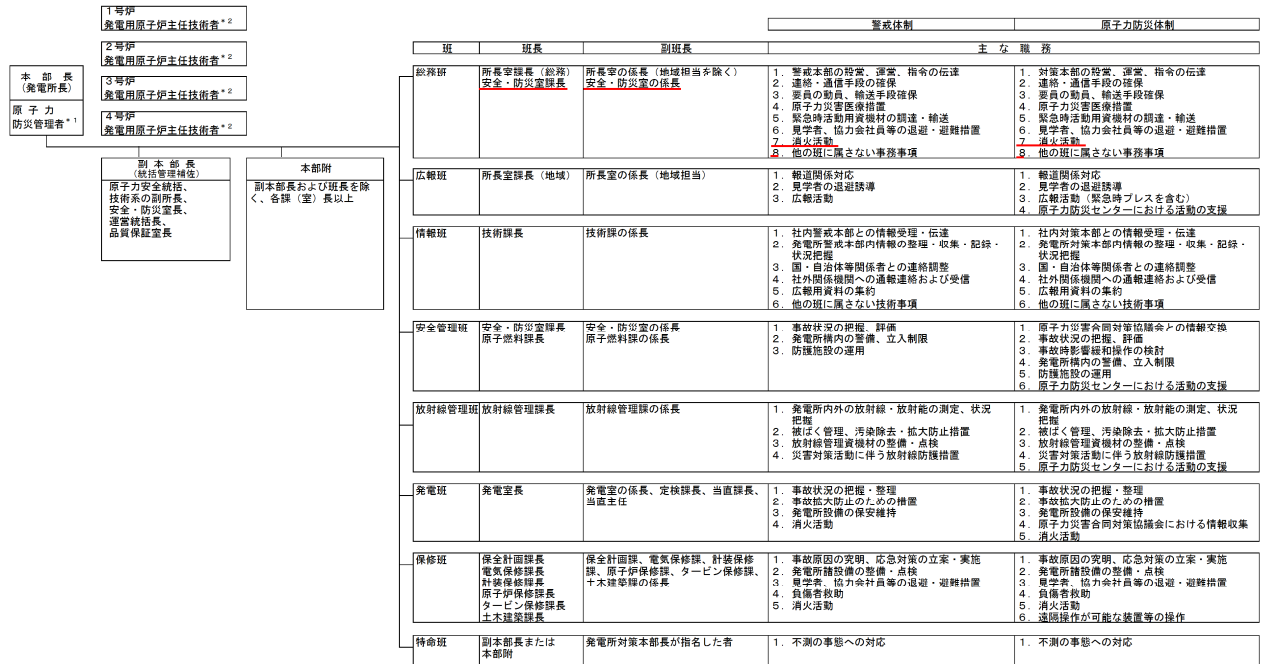 1号炉
発電用原子炉主任技術者*2
2号炉
発電用原子炉主任技術者*2
3号炉
発電用原子炉主任技術者*2
4号炉
発電用原子炉主任技術者*2
本 部 長
(発電所長)
原 子 力
防災管理者*1
副 本 部 長
(統括管理補佐)
原子力安全統括、
技術系の副所長、
安全・防災室長、
運営統括長、
品質保証室長
本部附
副本部長および班長を除
く、各課(室)長以上
警戒体制
原子力防災体制
班
班長
副班長
主 な 職 務
総務班
所長室課長(総務)
安全・防災室課長
所長室の係長(地域担当を除く)
安全・防災室の係長
1. 警戒本部の設営、運営、指令の伝達
2. 連絡・通信手段の確保
3. 要員の動員、輸送手段確保
4. 原子力災害医療措置
5. 緊急時活動用資機材の調達・輸送
6. 見学者、協力会社員等の退避・避難措置
7. 消火活動
8. 他の班に属さない事務事項
1. 対策本部の設営、運営、指令の伝達
2. 連絡・通信手段の確保
3. 要員の動員、輸送手段確保
4. 原子力災害医療措置
5. 緊急時活動用資機材の調達・輸送
6. 見学者、協力会社員等の退避・避難措置
7. 消火活動
8. 他の班に属さない事務事項
広報班
所長室課長(地域)
所長室の係長(地域担当)
1. 報道関係対応
2. 見学者の退避誘導
3. 広報活動
1. 報道関係対応
2. 見学者の退避誘導
3. 広報活動(緊急時プレスを含む)
4. 原子力防災センターにおける活動の支援
情報班
技術課長
技術課の係長
1. 社内警戒本部との情報受理・伝達
2. 発電所警戒本部内情報の整理・収集・記録・
状況把握
3. 国・自治体等関係者との連絡調整
4. 社外関係機関への通報連絡および受信
5. 広報用資料の集約
6. 他の班に属さない技術事項
1. 社内対策本部との情報受理・伝達
2. 発電所対策本部内情報の整理・収集・記録・
状況把握
3. 国・自治体等関係者との連絡調整
4. 社外関係機関への通報連絡および受信
5. 広報用資料の集約
6. 他の班に属さない技術事項
安全管理班
安全・防災室課長
原子燃料課長
安全・防災室の係長
原子燃料課の係長
1. 事故状況の把握、評価
2. 発電所構内の警備、立入制限
3. 防護施設の運用
1. 原子力災害合同対策協議会との情報交換
2. 事故状況の把握、評価
3. 事故時影響緩和操作の検討
4. 発電所構内の警備、立入制限
5. 防護施設の運用
6. 原子力防災センターにおける活動の支援
放射線管理班
放射線管理課長
放射線管理課の係長
1. 発電所内外の放射線・放射能の測定、状況
把握
2. 被ばく管理、汚染除去・拡大防止措置
3. 放射線管理資機材の整備・点検
4. 災害対策活動に伴う放射線防護措置
1. 発電所内外の放射線・放射能の測定、状況
把握
2. 被ばく管理、汚染除去・拡大防止措置
3. 放射線管理資機材の整備・点検
4. 災害対策活動に伴う放射線防護措置
5. 原子力防災センターにおける活動の支援
発電班
発電室長
発電室の係長、定検課長、当直課長、
当直主任
1. 事故状況の把握・整理
2. 事故拡大防止のための措置
3. 発電所設備の保安維持
4. 消火活動
1. 事故状況の把握・整理
2. 事故拡大防止のための措置
3. 発電所設備の保安維持
4. 原子力災害合同対策協議会における情報収集
5. 消火活動
保修班
保全計画課長
電気保修課長
計装保修課長
原子炉保修課長
タービン保修課長
土木建築課長
保全計画課、電気保修課、計装保修
課、原子炉保修課、タービン保修課、
土木建築課の係長
1. 事故原因の究明、応急対策の立案・実施
2. 発電所諸設備の整備・点検
3. 見学者、協力会社員等の退避・避難措置
4. 負傷者救助
5. 消火活動
1. 事故原因の究明、応急対策の立案・実施
2. 発電所諸設備の整備・点検
3. 見学者、協力会社員等の退避・避難措置
4. 負傷者救助
5. 消火活動
6. 遠隔操作が可能な装置等の操作
特命班
副本部長または
本部附
発電所対策本部長が指名した者
1. 不測の事態への対応
1. 不測の事態への対応